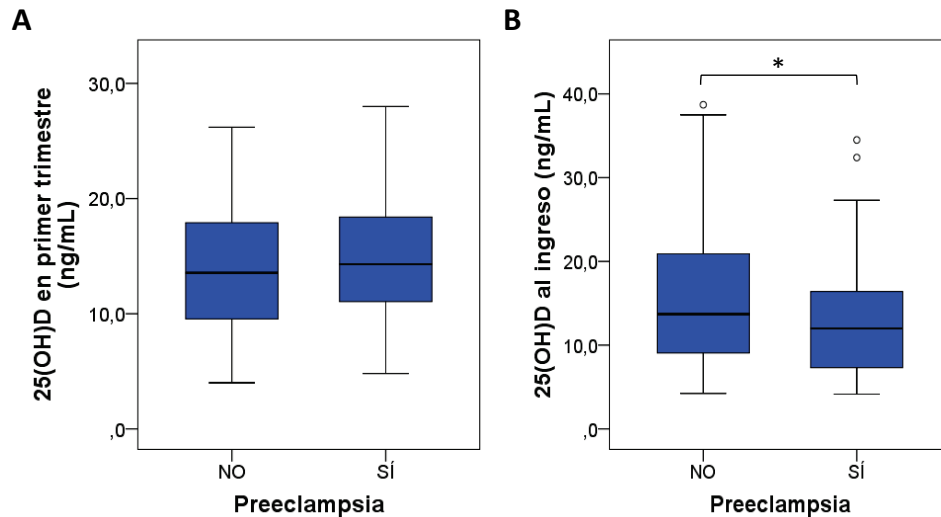 A
25(OH)D en primer trimestre
(ng/mL)
30,0
20,0
10,0
,0
NO
SÍ
Preeclampsia
B
25(OH)D al ingreso (ng/mL)
*
40,0
30,0
20,0
10,0
,0
NO
SÍ
Preeclampsia